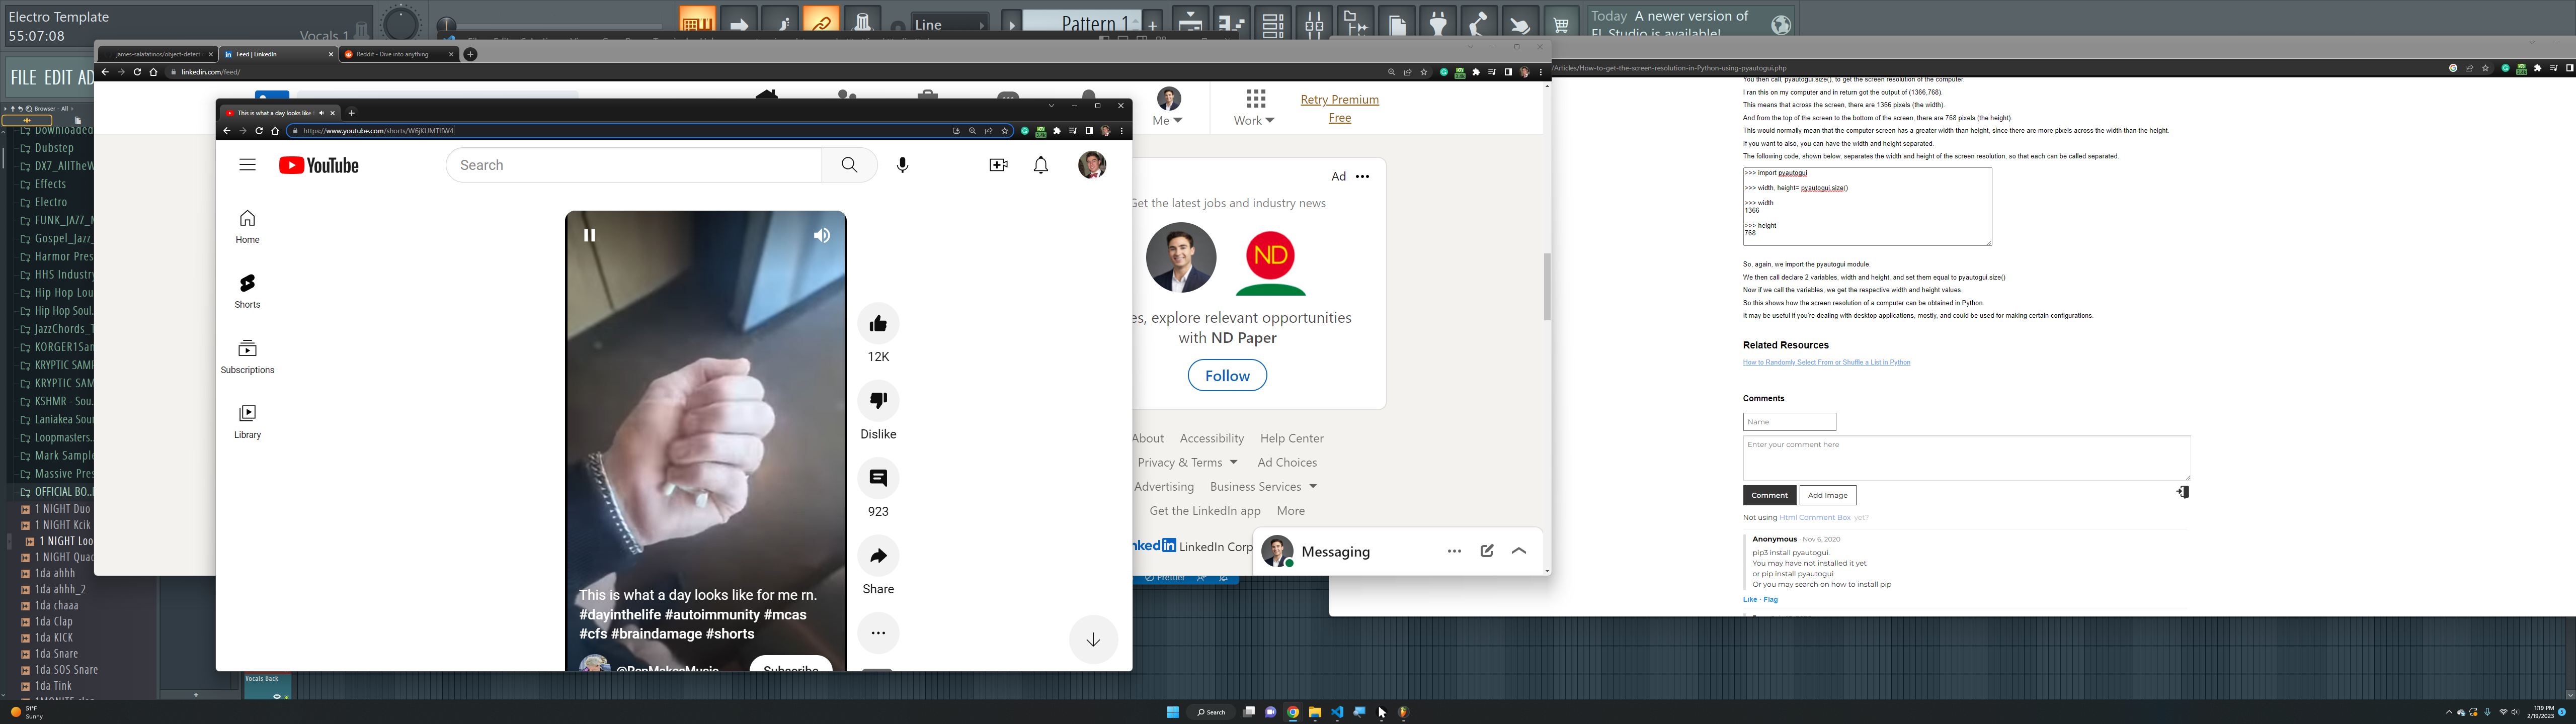 Electro Template
55:07:08
Vocals 1
Line
Pattern 1
Today A newer version of
FL Studio is available!
FILE EDIT AD
Browser - All
Downloaded
Dubstep
DX7_AllTheW
Effects
Electro
FUNK_JAZZ_
Gospel_Jazz_
Harmor Pres
HHS Industry
Hip Hop Lou
Hip Hop Soul.
JazzChords_
KORGER1San
KRYPTIC SAMP
KRYPTIC SAM
KSHMR - Sou.
Laniakea Soun
Loopmasters..
Mark Sample
Massive Pres
OFFICIAL BO..
1 NIGHT Duo
1 NIGHT Kcik
1 NIGHT Loo
1 NIGHT Quad
1da ahhh
1da ahhh_2
1da chaaa
1da Clap
1da KICK
1da Snare
1da SOS Snare
1da Tink
Vocals Back
james-salafatinos/object-detect
Feed | LinkedIn
Reddit - Dive into anything
linkedin.com/feed/
Me
Work
Retry Premium
Free
Ad
Get the latest jobs and industry news
ND
es, explore relevant opportunities
with ND Paper
Follow
About Accessibility Help Center
Privacy & Terms Ad Choices
Advertising Business Services
Get the LinkedIn app More
LinkedIn Corp
Messaging
Prettier
This is what a day looks like
https://www.youtube.com/shorts/W6jKUMTIfW4
YouTube
Search
Home
Shorts
Subscriptions
Library
12K
Dislike
923
Share
This is what a day looks like for me rn.
#dayinthelife #autoimmunity #mcas
#cfs #braindamage #shorts
@RenMakesMusic
Subscribe
/Articles/How-to-get-the-screen-resolution-in-Python-using-pyautogui.php
You then call, pyautogui.size(), to get the screen resolution of the computer.
I ran this on my computer and in return got the output of (1366,768).
This means that across the screen, there are 1366 pixels (the width).
And from the top of the screen to the bottom of the screen, there are 768 pixels (the height).
This would normally mean that the computer screen has a greater width than height, since there are more pixels across the width than the height.
If you want to also, you can have the width and height separated.
The following code, shown below, separates the width and height of the screen resolution, so that each can be called separately.
>>> import pyautogui
>>> width, height= pyautogui.size()
>>> width
1366
>>> height
768
So, again, we import the pyautogui module.
We then call declare 2 variables, width and height, and set them equal to pyautogui.size()
Now if we call the variables, we get the respective width and height values.
So this shows how the screen resolution of a computer can be obtained in Python.
It may be useful if you're dealing with desktop applications, mostly, and could be used for making certain configurations.
Related Resources
How to Randomly Select From or Shuffle a List in Python
Comments
Name
Enter your comment here
Comment
Add Image
Not using Html Comment Box yet?
Anonymous · Nov 6, 2020
pip3 install pyautogui.
You may have not installed it yet
or pip install pyautogui
Or you may search on how to install pip
Like · Flag
51°F
Sunny
Search
1:19 PM
2/19/2023